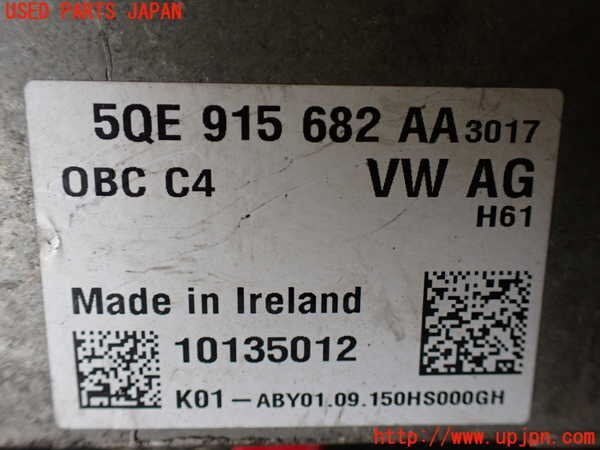 USED PARTS JAPAN
5QE 915 682 AA 3017
OBC C4 VW AG
H61
Made in Ireland
10135012
K01-ABY01.09.150HS000GH
http://www.upjpn.com/